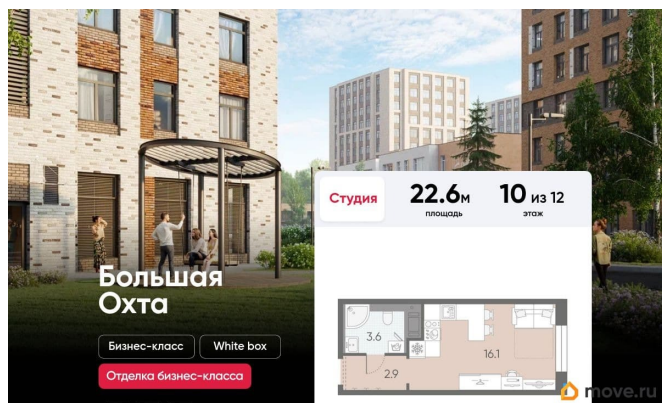 Студия
22.6м
площадь
10 из 12
этаж
Большая
Охта
Бизнес-класс
White box
Отделка бизнес-класса
3.6
2.9
16.1
move.ru